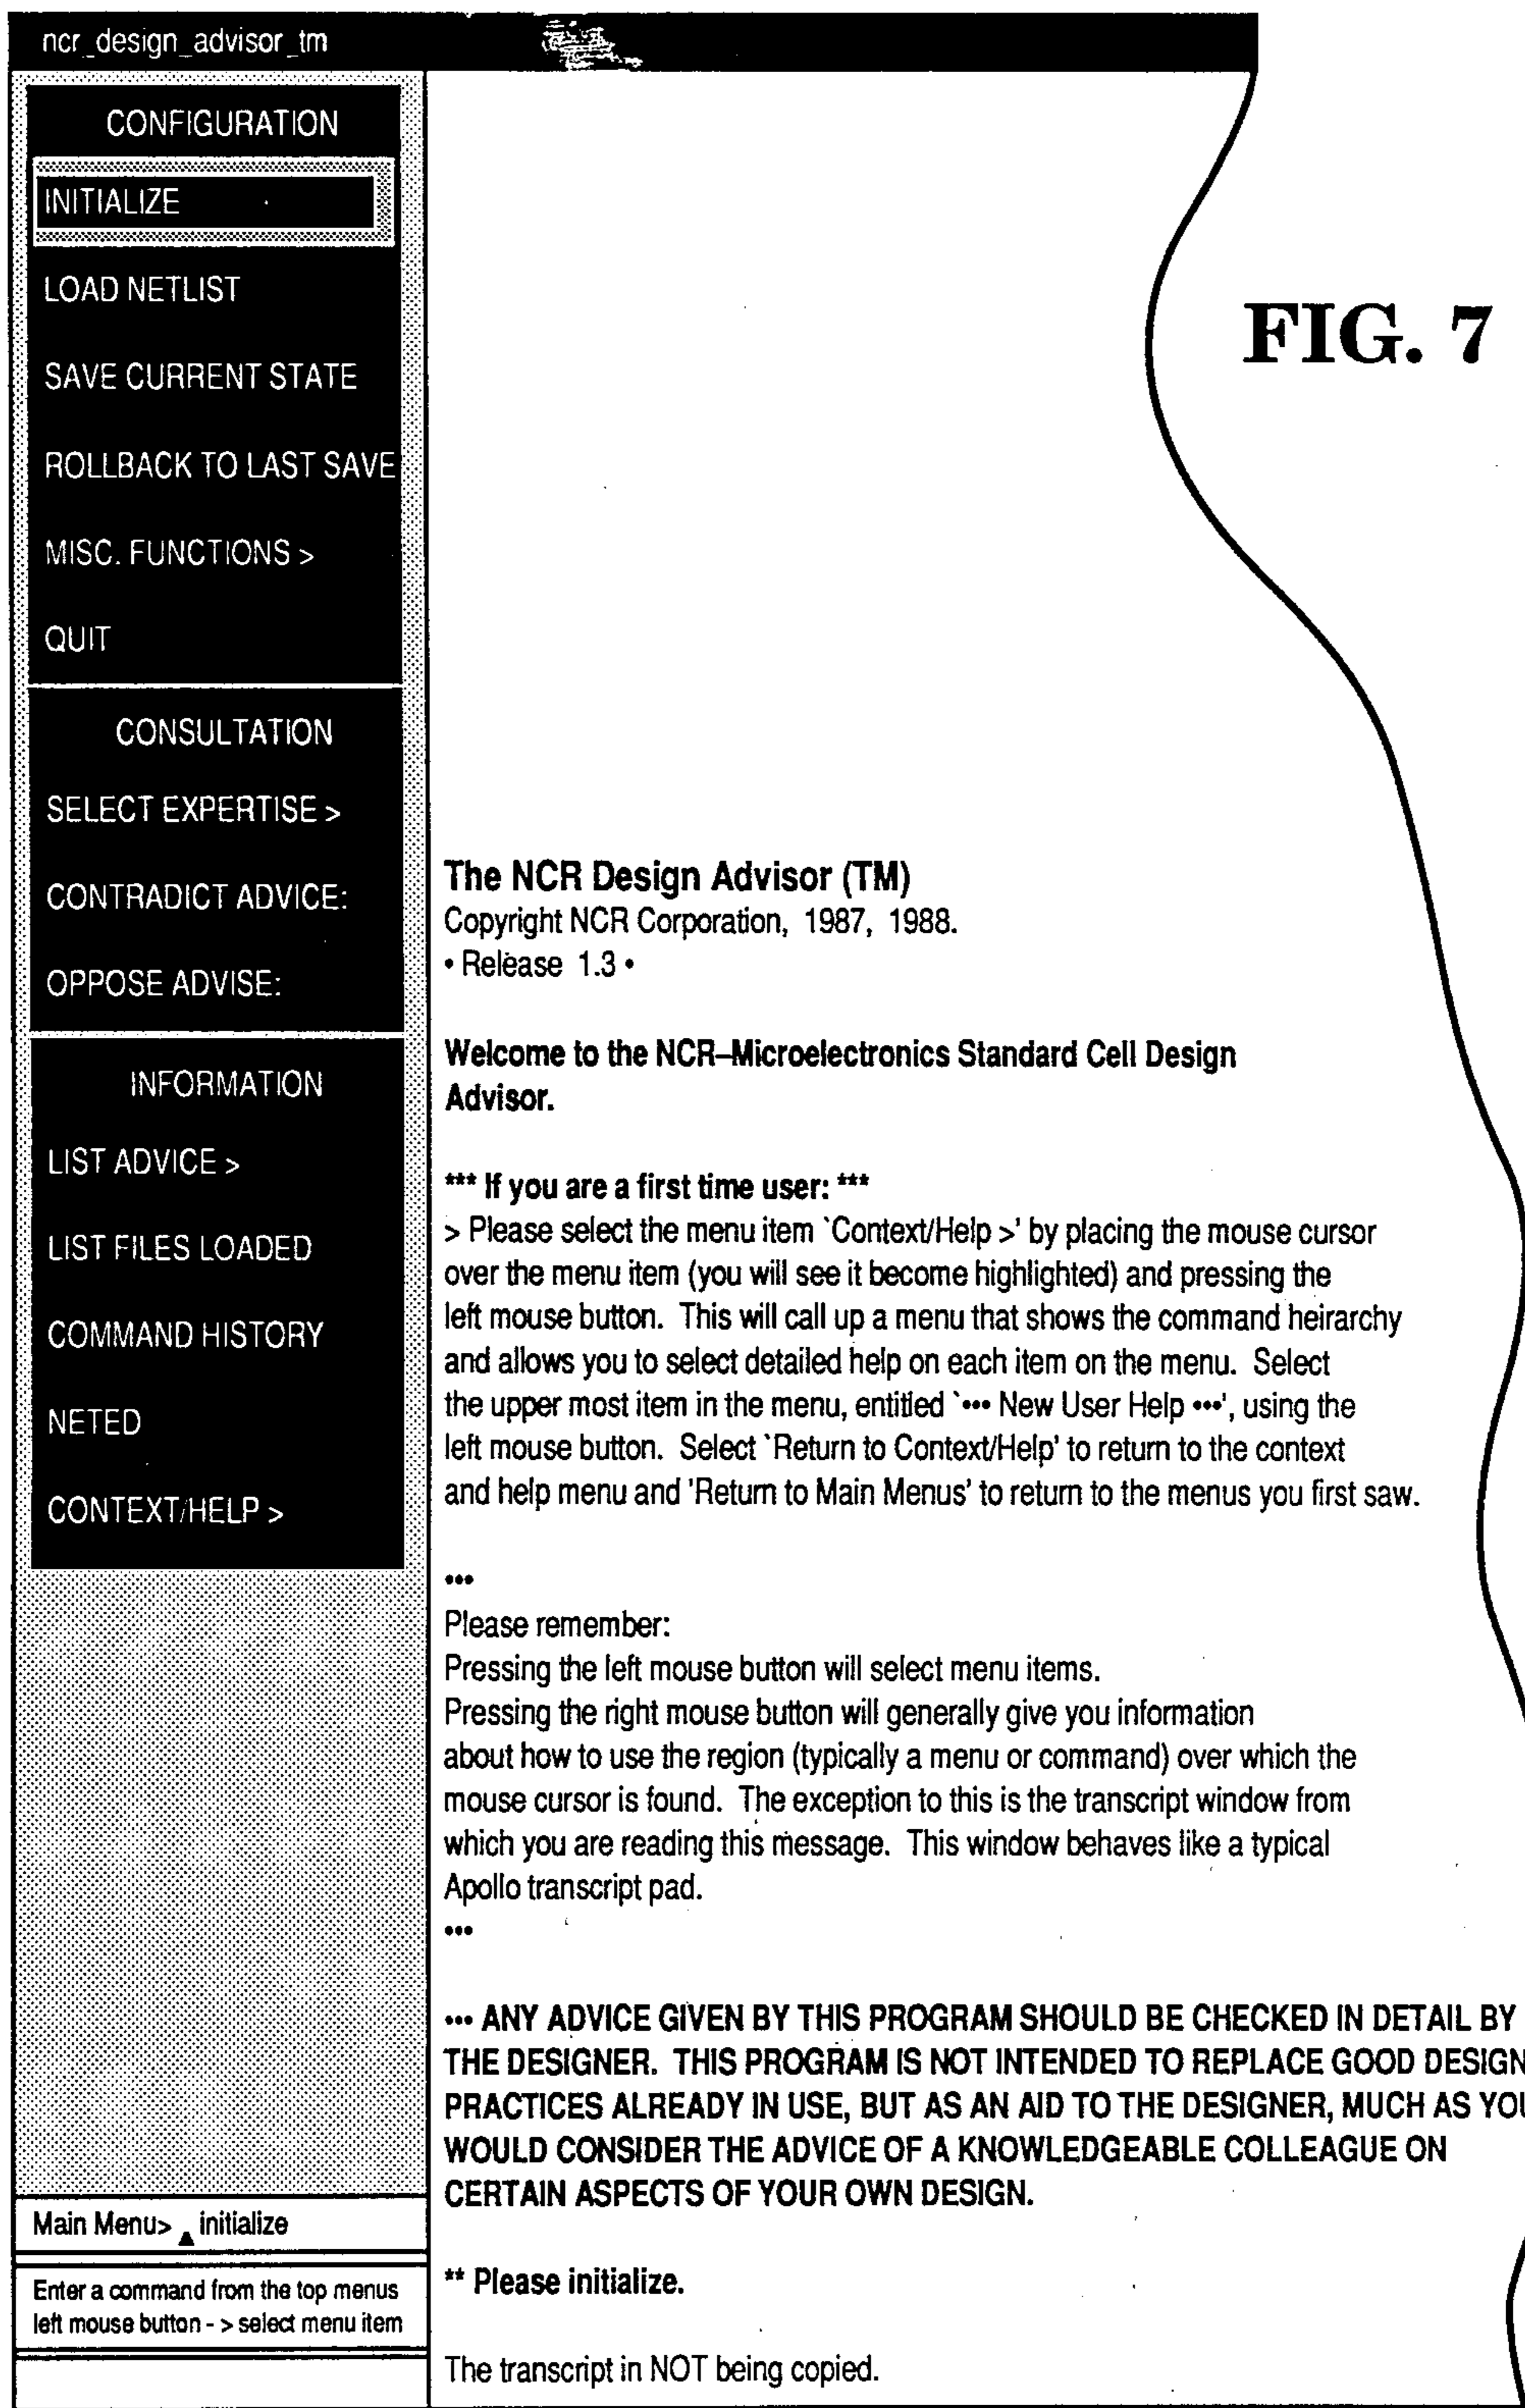 ncr_design_advisor_tm
CONFIGURATION
INITIALIZE
LOAD NETLIST
SAVE CURRENT STATE
ROLLBACK TO LAST SAVE
MISC. FUNCTIONS >
QUIT
CONSULTATION
SELECT EXPERTISE >
CONTRADICT ADVICE:
OPPOSE ADVISE:
INFORMATION
LIST ADVICE >
LIST FILES LOADED
COMMAND HISTORY
NETED
CONTEXT/HELP >
Main Menu> ▲ initialize
Enter a command from the top menus
left mouse button - > select menu item
FIG. 7
The NCR Design Advisor (TM)
Copyright NCR Corporation, 1987, 1988.
• Release 1.3 •
Welcome to the NCR–Microelectronics Standard Cell Design
Advisor.
*** If you are a first time user: ***
> Please select the menu item `Context/Help >' by placing the mouse cursor
over the menu item (you will see it become highlighted) and pressing the
left mouse button. This will call up a menu that shows the command heirarchy
and allows you to select detailed help on each item on the menu. Select
the upper most item in the menu, entitled `••• New User Help •••', using the
left mouse button. Select `Return to Context/Help' to return to the context
and help menu and 'Return to Main Menus' to return to the menus you first saw.
•••
Please remember:
Pressing the left mouse button will select menu items.
Pressing the right mouse button will generally give you information
about how to use the region (typically a menu or command) over which the
mouse cursor is found. The exception to this is the transcript window from
which you are reading this message. This window behaves like a typical
Apollo transcript pad.
•••
••• ANY ADVICE GIVEN BY THIS PROGRAM SHOULD BE CHECKED IN DETAIL BY
THE DESIGNER. THIS PROGRAM IS NOT INTENDED TO REPLACE GOOD DESIGN
PRACTICES ALREADY IN USE, BUT AS AN AID TO THE DESIGNER, MUCH AS YOU
WOULD CONSIDER THE ADVICE OF A KNOWLEDGEABLE COLLEAGUE ON
CERTAIN ASPECTS OF YOUR OWN DESIGN.
** Please initialize.
The transcript in NOT being copied.